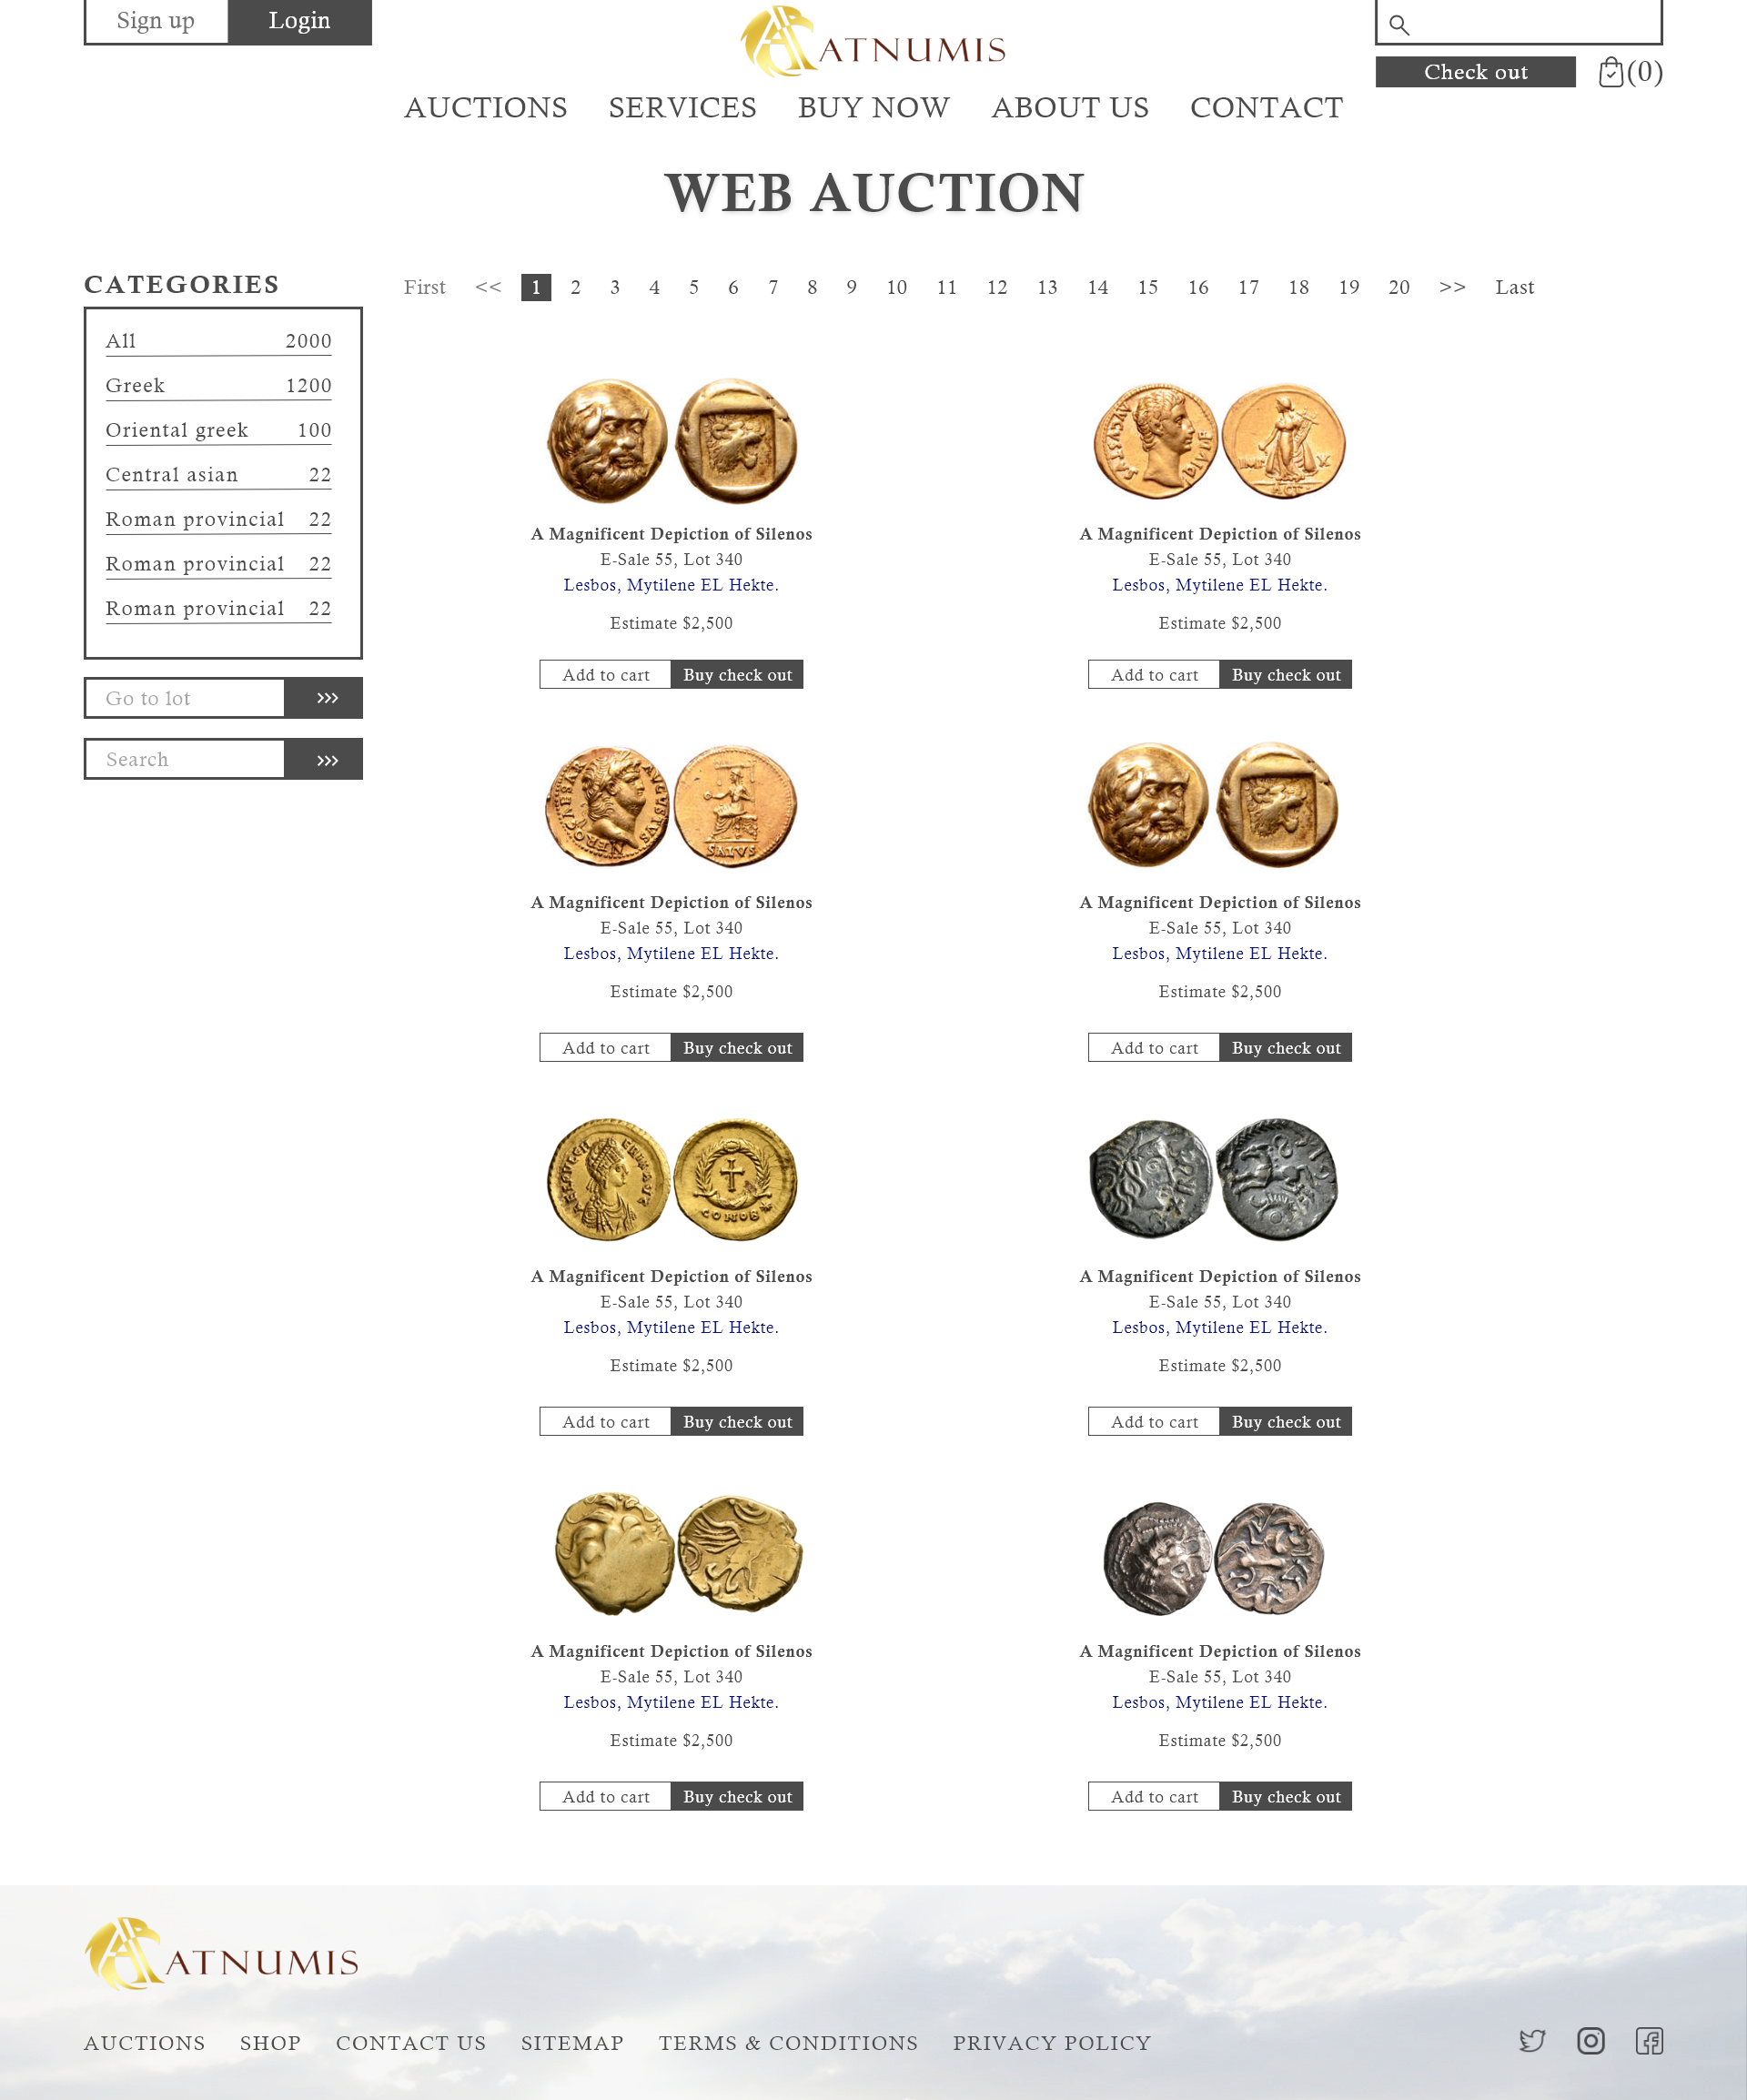 Sign up
Login
ATNUMIS
Check out
(0)
AUCTIONS
SERVICES
BUY NOW
ABOUT US
CONTACT
WEB AUCTION
CATEGORIES
All 2000
Greek 1200
Oriental greek 100
Central asian 22
Roman provincial 22
Roman provincial 22
Roman provincial 22
Go to lot >>>
Search >>>
First << 1 2 3 4 5 6 7 8 9 10 11 12 13 14 15 16 17 18 19 20 >> Last
A Magnificent Depiction of Silenos
E-Sale 55, Lot 340
Lesbos, Mytilene EL Hekte.
Estimate $2,500
Add to cart
Buy check out
A Magnificent Depiction of Silenos
E-Sale 55, Lot 340
Lesbos, Mytilene EL Hekte.
Estimate $2,500
Add to cart
Buy check out
SALVS
A Magnificent Depiction of Silenos
E-Sale 55, Lot 340
Lesbos, Mytilene EL Hekte.
Estimate $2,500
Add to cart
Buy check out
A Magnificent Depiction of Silenos
E-Sale 55, Lot 340
Lesbos, Mytilene EL Hekte.
Estimate $2,500
Add to cart
Buy check out
CONOB
A Magnificent Depiction of Silenos
E-Sale 55, Lot 340
Lesbos, Mytilene EL Hekte.
Estimate $2,500
Add to cart
Buy check out
A Magnificent Depiction of Silenos
E-Sale 55, Lot 340
Lesbos, Mytilene EL Hekte.
Estimate $2,500
Add to cart
Buy check out
A Magnificent Depiction of Silenos
E-Sale 55, Lot 340
Lesbos, Mytilene EL Hekte.
Estimate $2,500
Add to cart
Buy check out
A Magnificent Depiction of Silenos
E-Sale 55, Lot 340
Lesbos, Mytilene EL Hekte.
Estimate $2,500
Add to cart
Buy check out
ATNUMIS
AUCTIONS
SHOP
CONTACT US
SITEMAP
TERMS & CONDITIONS
PRIVACY POLICY